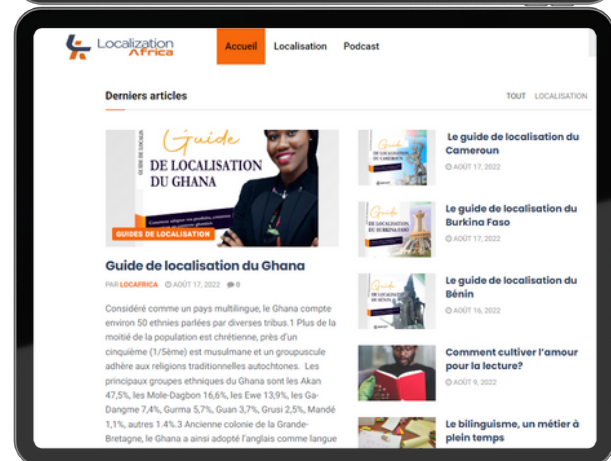 Localization
Africa
Accueil
Localisation
Podcast
Derniers articles
TOUT LOCALISATION
Guide
DE LOCALISATION
DU GHANA
GUIDES DE LOCALISATION
Guide de localisation du Ghana
PAR LOCAFRICA AOÛT 17, 2022 0
Considéré comme un pays multilingue, le Ghana compte
environ 50 ethnies parlées par diverses tribus.1 Plus de la
moitié de la population est chrétienne, près d'un
cinquième (1/5ème) est musulmane et un groupuscule
adhère aux religions traditionnelles autochtones. Les
principaux groupes ethniques du Ghana sont les Akan
47,5%, les Mole-Dagbon 16,6%, les Ewe 13,9%, les Ga-
Dangme 7,4%, Gurma 5,7%, Guan 3,7%, Grusi 2,5%, Mandé
1,1%, autres 1.4%.3 Ancienne colonie de la Grande-
Bretagne, le Ghana a ainsi adopté l'anglais comme langue
Le guide de localisation du
Cameroun
AOÛT 17, 2022
Le guide de localisation du
Burkina Faso
AOÛT 17, 2022
Le guide de localisation du
Bénin
AOÛT 16, 2022
Comment cultiver l'amour
pour la lecture?
AOÛT 9, 2022
Le bilinguisme, un métier à
plein temps